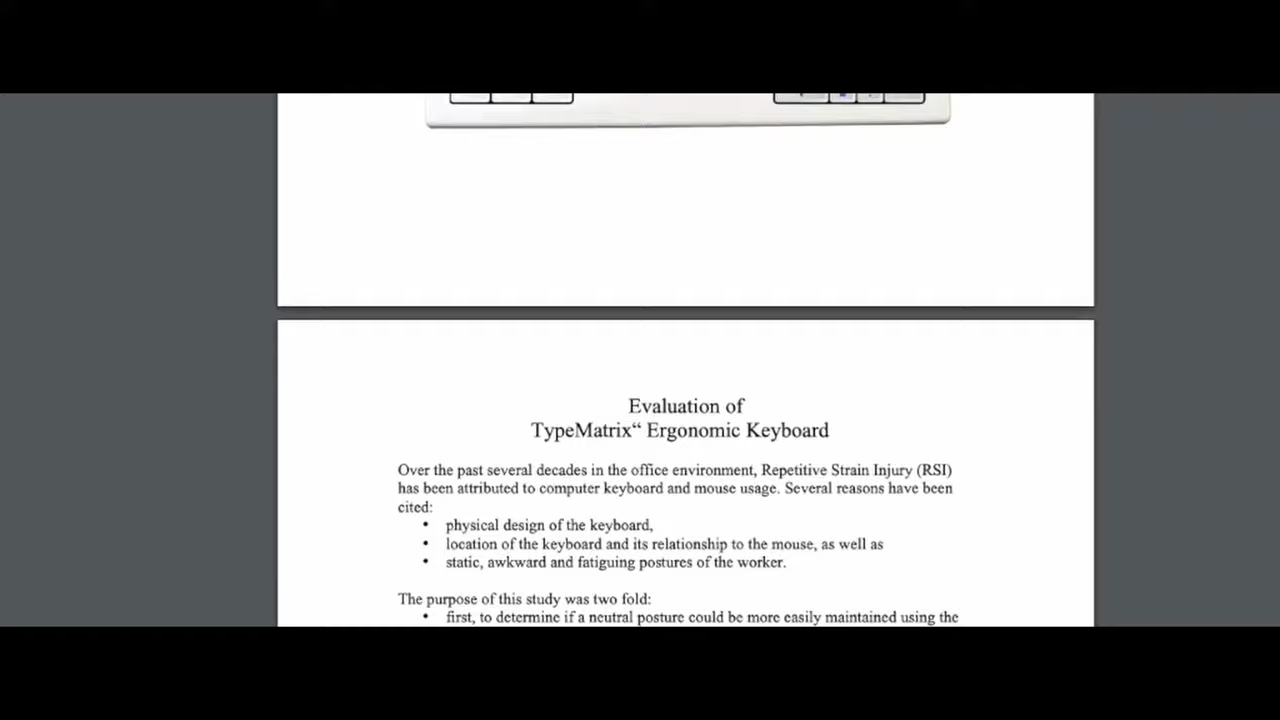 Evaluation of
TypeMatrix“ Ergonomic Keyboard
Over the past several decades in the office environment, Repetitive Strain Injury (RSI)
has been attributed to computer keyboard and mouse usage. Several reasons have been
cited:
• physical design of the keyboard,
• location of the keyboard and its relationship to the mouse, as well as
• static, awkward and fatiguing postures of the worker.
The purpose of this study was two fold:
• first, to determine if a neutral posture could be more easily maintained using the